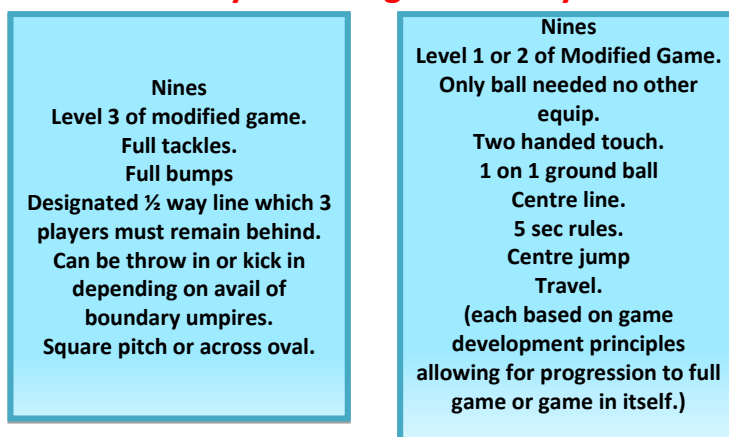 Nines
Level 3 of modified game.
Full tackles.
Full bumps
Designated ½ way line which 3
players must remain behind.
Can be throw in or kick in
depending on avail of
boundary umpires.
Square pitch or across oval.
Nines
Level 1 or 2 of Modified Game.
Only ball needed no other
equip.
Two handed touch.
1 on 1 ground ball
Centre line.
5 sec rules.
Centre jump
Travel.
(each based on game
development principles
allowing for progression to full
game or game in itself.)